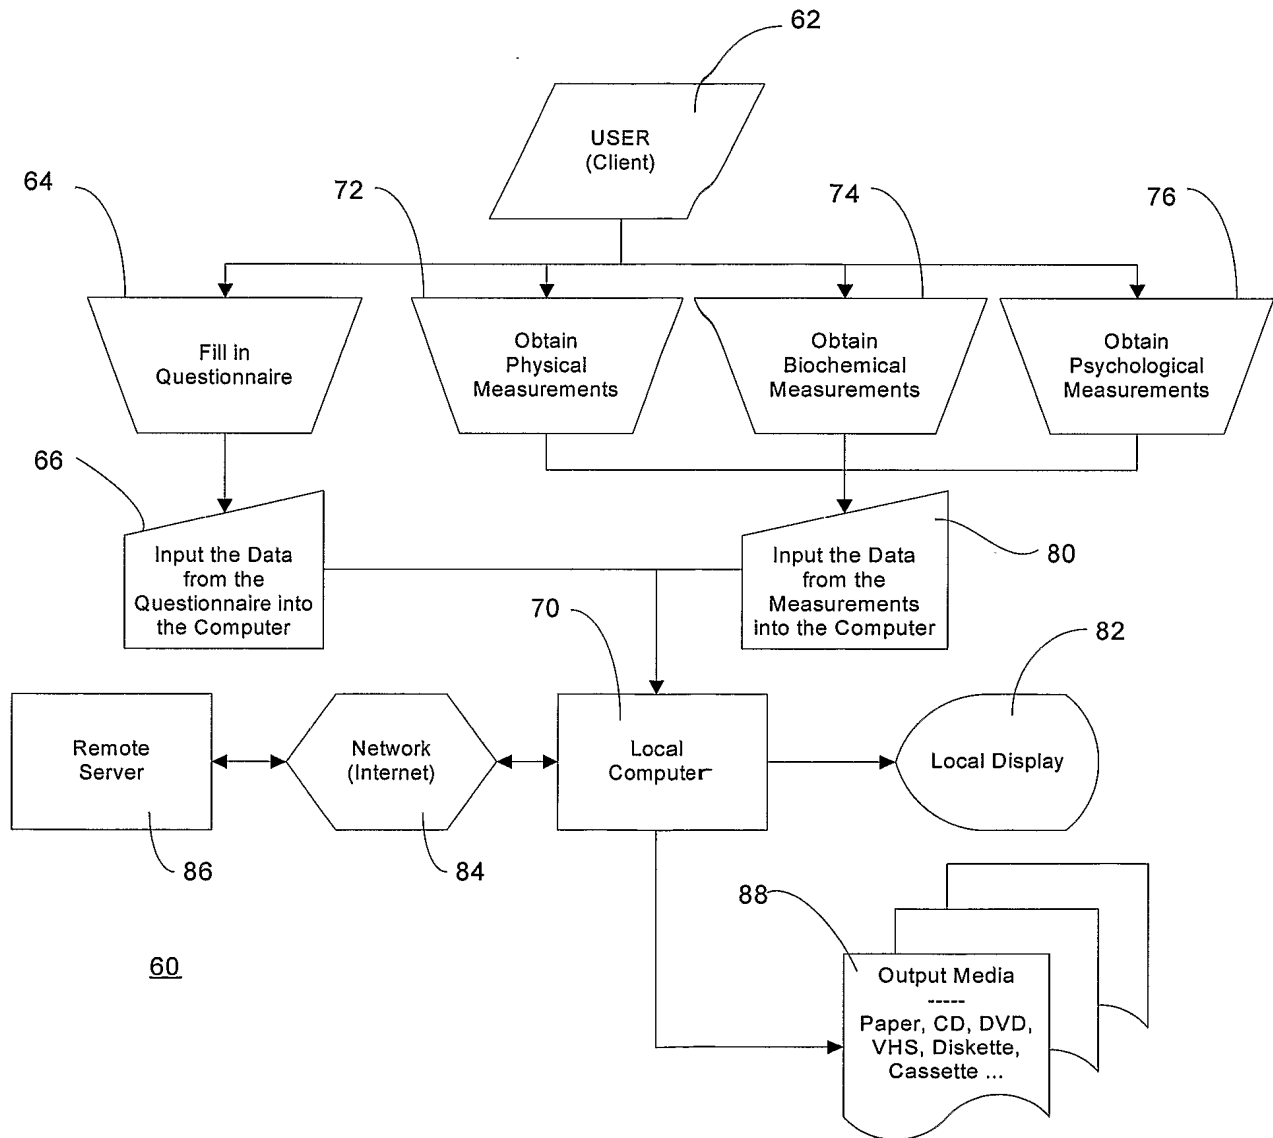 62
USER
(Client)
64
72
74
76
Fill in
Questionnaire
Obtain
Physical
Measurements
Obtain
Biochemical
Measurements
Obtain
Psychological
Measurements
66
Input the Data
from the
Questionnaire into
the Computer
80
Input the Data
from the
Measurements
into the Computer
70
82
Remote
Server
Network
(Internet)
Local
Computer
Local Display
86
84
88
60
Output Media
-----
Paper, CD, DVD,
VHS, Diskette,
Cassette ...